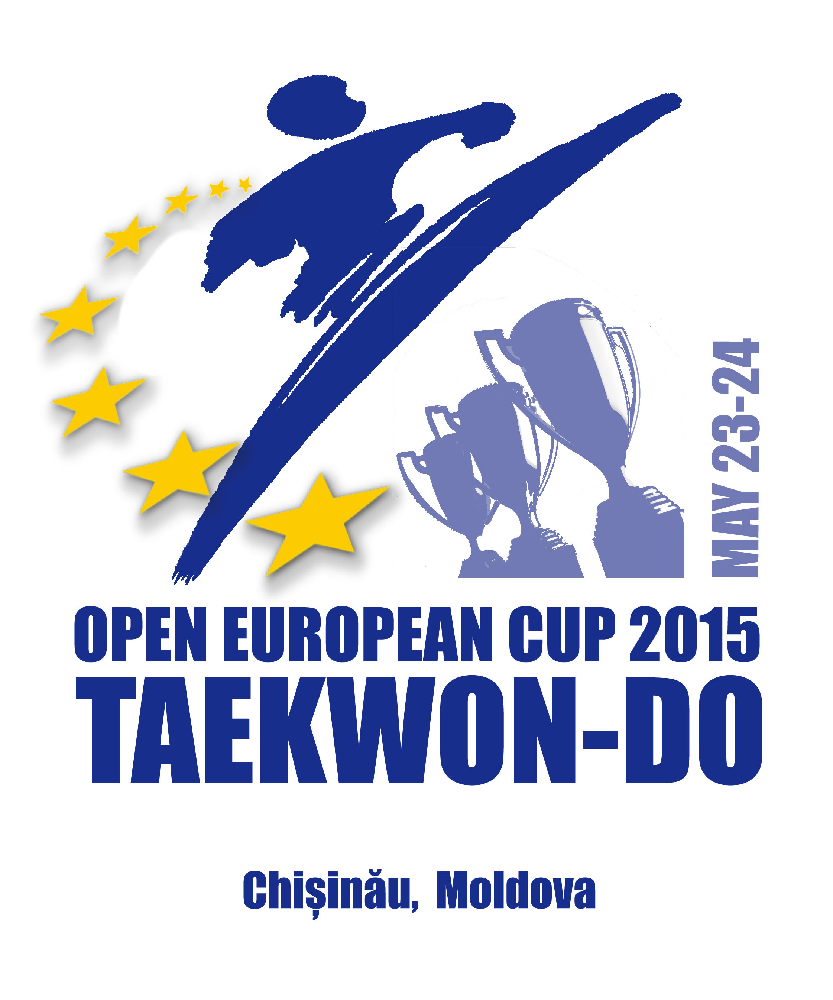 MAY 23-24
OPEN EUROPEAN CUP 2015
TAEKWON-DO
Chișinău, Moldova